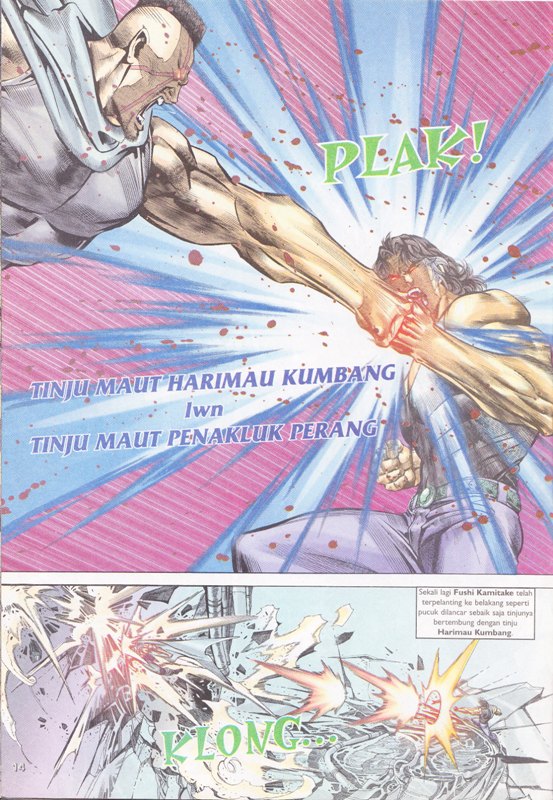 PLAK!
TINJU MAUT HARIMAU KUMBANG
lwn
TINJU MAUT PENAKLUK PERANG
Sekali lagi Fushi Kamitake telah
terpelanting ke belakang seperti
pucuk dilancar sebaik saja tinjunya
bertembung dengan tinju
Harimau Kumbang.
KLONG...
14